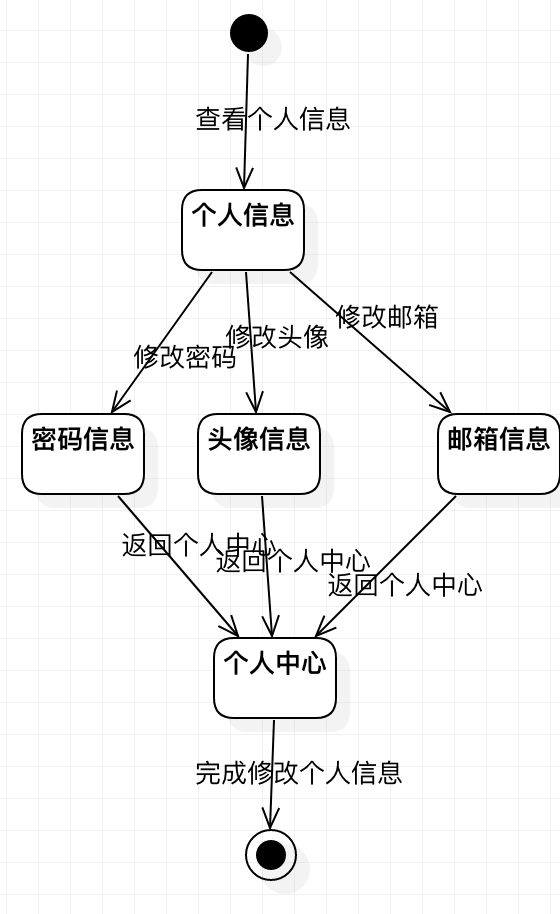 查看个人信息
个人信息
修改邮箱
修改头像
修改密码
密码信息
头像信息
邮箱信息
返回个人中心
返回个人中心
返回个人中心
个人中心
完成修改个人信息